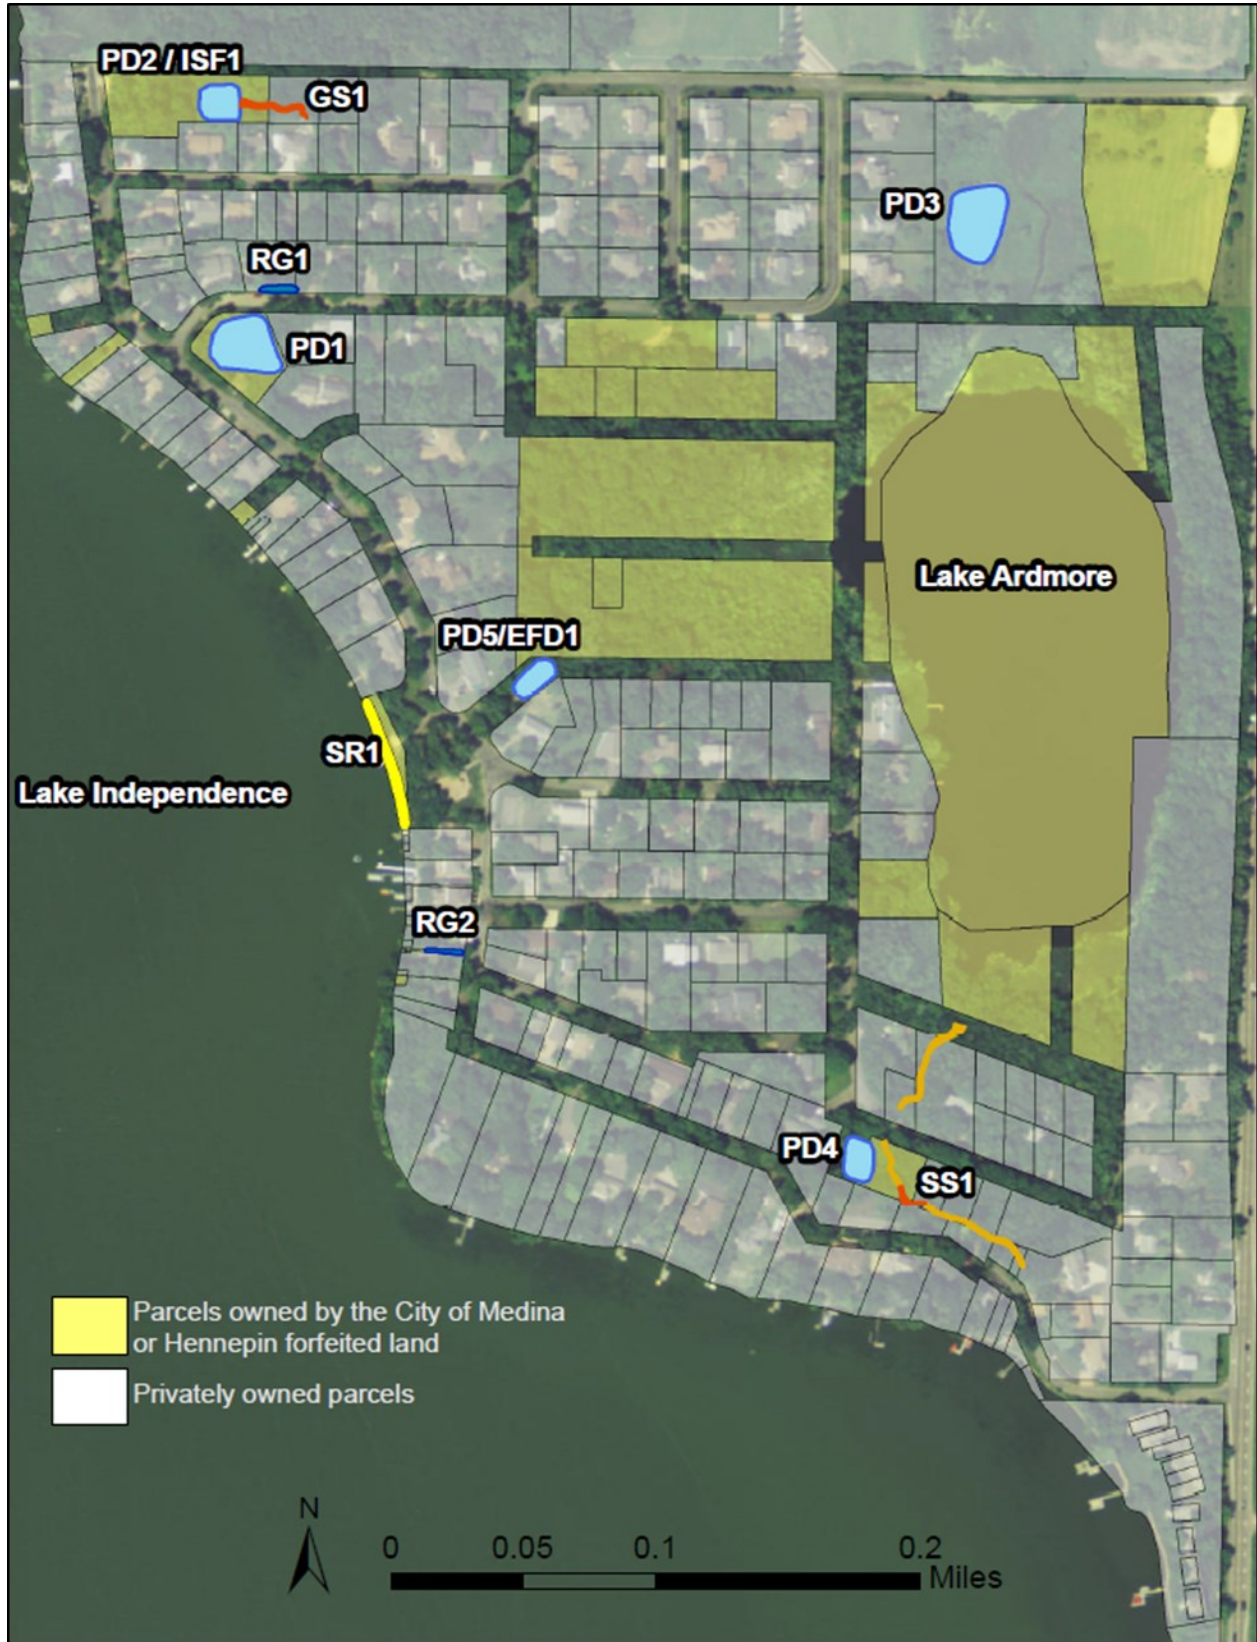 PD2 / ISF1
GS1
PD3
RG1
PD1
Lake Ardmore
PD5/EFD1
SR1
Lake Independence
RG2
PD4
SS1
Parcels owned by the City of Medina
or Hennepin forfeited land
Privately owned parcels
N
0 0.05 0.1 0.2
Miles